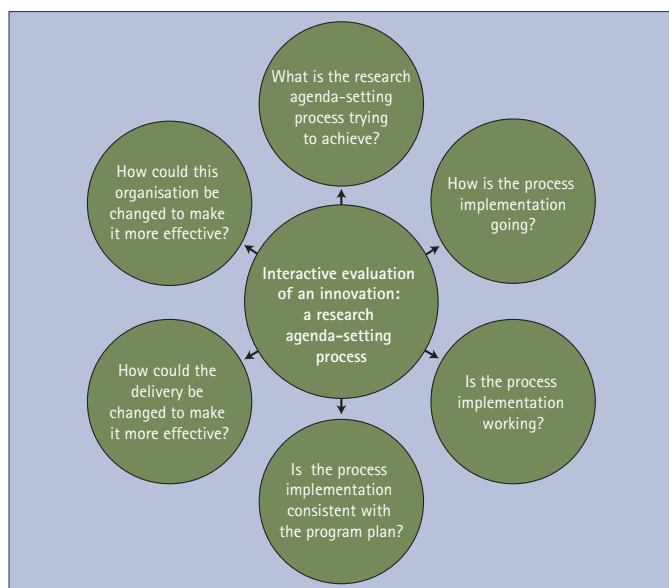 What is the research
agenda-setting
process trying
to achieve?
How is the process
implementation
going?
Is the process
implementation
working?
Is the process
implementation
consistent with
the program plan?
How could the
delivery be
changed to make
it more effective?
How could this
organisation be
changed to make
it more effective?
Interactive evaluation
of an innovation:
a research
agenda-setting
process